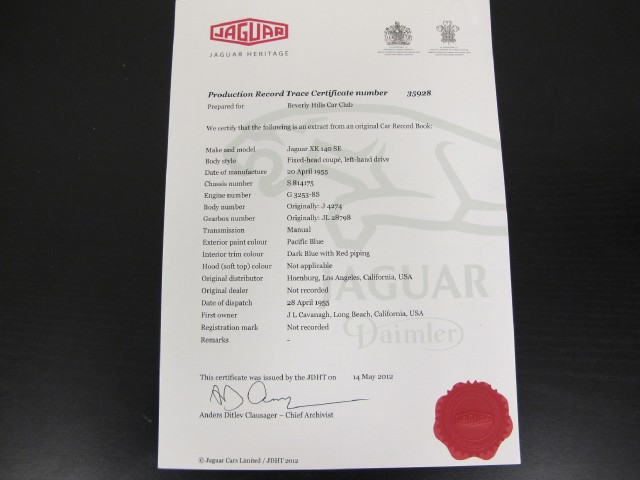 JAGUAR
JAGUAR HERITAGE
Production Record Trace Certificate number 35928
Prepared for Beverly Hills Car Club
We certify that the following is an extract from an original Car Record Book:
Make and model Jaguar XK 140 SE
Body style Fixed-head coupé, left-hand drive
Date of manufacture 20 April 1955
Chassis number S 814175
Engine number G 3253-8S
Body number Originally: J 4274
Gearbox number Originally: JL 28798
Transmission Manual
Exterior paint colour Pacific Blue
Interior trim colour Dark Blue with Red piping
Hood (soft top) colour Not applicable
Original distributor Hornburg, Los Angeles, California, USA
Original dealer Not recorded
Date of dispatch 28 April 1955
First owner J L Cavanagh, Long Beach, California, USA
Registration mark Not recorded
Remarks -
JAGUAR
Daimler
This certificate was issued by the JDHT on 14 May 2012
Anders Ditlev Clausager – Chief Archivist
© Jaguar Cars Limited / JDHT 2012